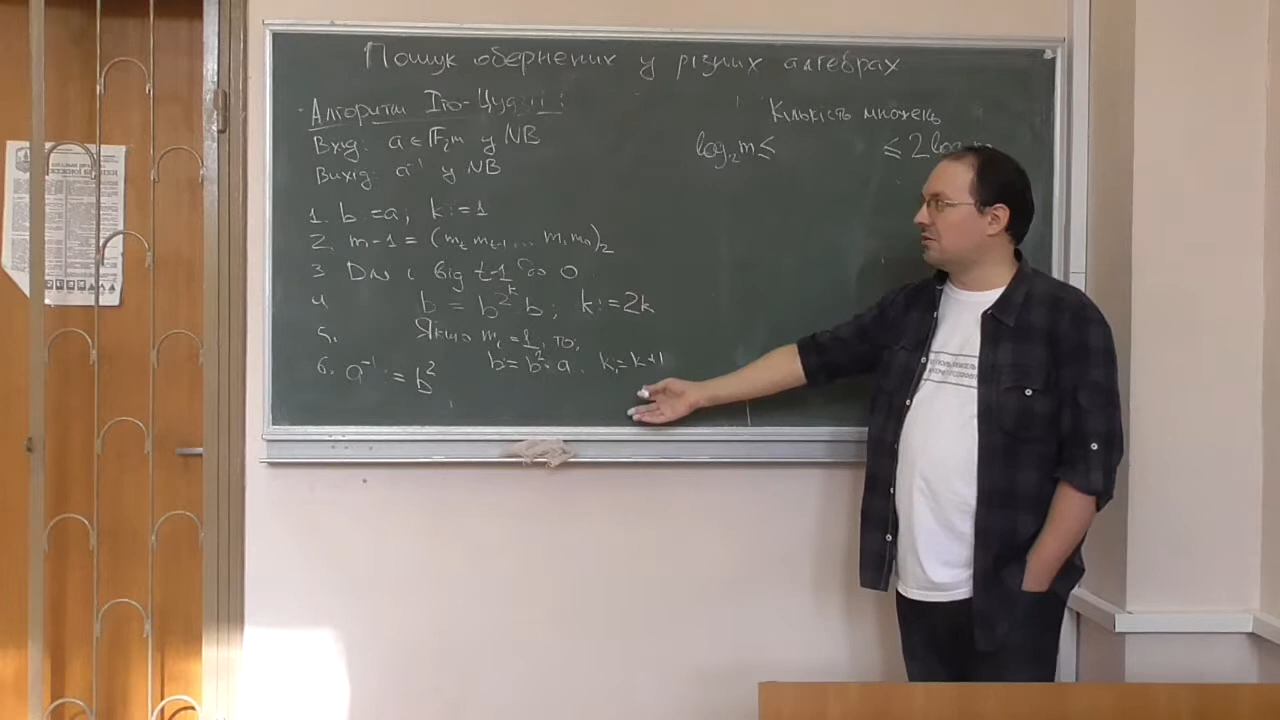 Пошук обернених у різних алгебрах
Алгоритм Іто-Цудзії:
Вхід: a ∈ F₂m у NB
Вихід: a⁻¹ у NB
1. b = a, k := 1
2. m-1 = (mₜ mₜ₋₁ ... m₁ m₀)₂
3 Для i від t-1 до 0
4 b = b^2^k b; k := 2k
5. Якщо mᵢ = 1, то,
b := b²·a, k := k+1
6. a⁻¹ := b²
Кількість множень
log₂m ≤ ≤ 2 log